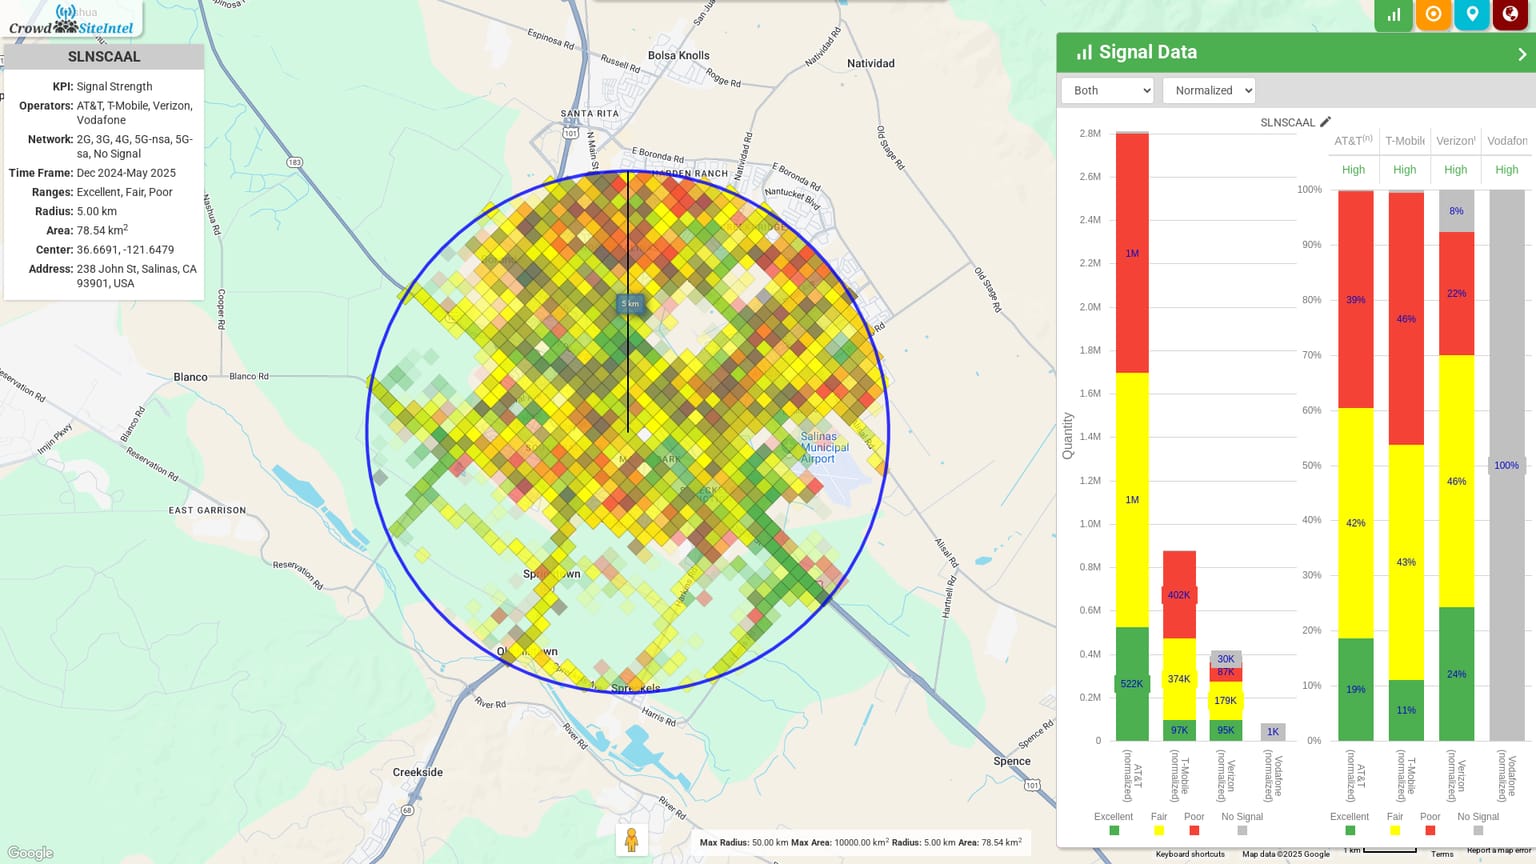 Crowd SiteIntel
SLNSCAAL
KPI: Signal Strength
Operators: AT&T, T-Mobile, Verizon,
Vodafone
Network: 2G, 3G, 4G, 5G-nsa, 5G-
sa, No Signal
Time Frame: Dec 2024-May 2025
Ranges: Excellent, Fair, Poor
Radius: 5.00 km
Area: 78.54 km2
Center: 36.6691, -121.6479
Address: 238 John St, Salinas, CA
93901, USA
Espinosa Rd
San Jua
Natividad Rd
Russell Rd
Bolsa Knolls
Rogge Rd
Natividad
SANTA RITA
101
N Main St
E Boronda Rd
Natividad Rd
E Boronda Rd
Old Stage Rd
HARDEN RANCH
Nantucket Blvd
183
Nashua Rd
Cooper Rd
Old Stage Rd
5 km
Blanco
Blanco Rd
Reservation Rd
Blanco Rd
Imjin Pkwy
Reservation Rd
Salinas
Municipal
Airport
EAST GARRISON
Reservation Rd
Alisal Rd
Hartnell Rd
Harkins Rd
Spreckels
Harris Rd
River Rd
River Rd
River Rd
Spence Rd
Spence
101
Creekside
68
Google
Max Radius: 50.00 km Max Area: 10000.00 km2 Radius: 5.00 km Area: 78.54 km2
Keyboard shortcuts
Map data ©2025 Google
1 km
Terms
Report a map error
Signal Data
Both
Normalized
SLNSCAAL
Quantity
2.8M
2.6M
2.4M
2.2M
2.0M
1.8M
1.6M
1.4M
1.2M
1.0M
0.8M
0.6M
0.4M
0.2M
0
1M
1M
522K
402K
374K
97K
30K
87K
179K
95K
1K
AT&T
(normalized)
T-Mobile
(normalized)
Verizon
(normalized)
Vodafone
(normalized)
Excellent
Fair
Poor
No Signal
AT&T(n)
T-Mobile
Verizon
Vodafon
High
High
High
High
100%
90%
80%
70%
60%
50%
40%
30%
20%
10%
0%
39%
42%
19%
46%
43%
11%
8%
22%
46%
24%
100%
AT&T
(normalized)
T-Mobile
(normalized)
Verizon
(normalized)
Vodafone
(normalized)
Excellent
Fair
Poor
No Signal